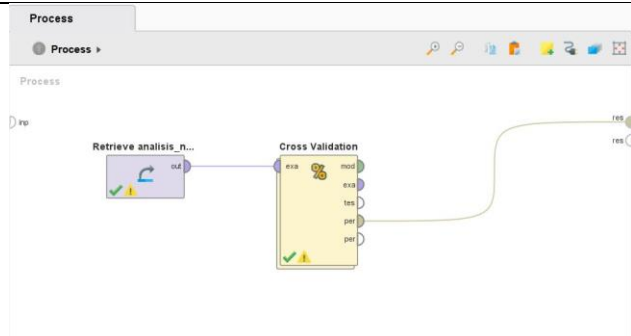 Process
Process
Process
inp
res
res
Retrieve analisis_n...
out
Cross Validation
exa
mod
exa
tes
per
per